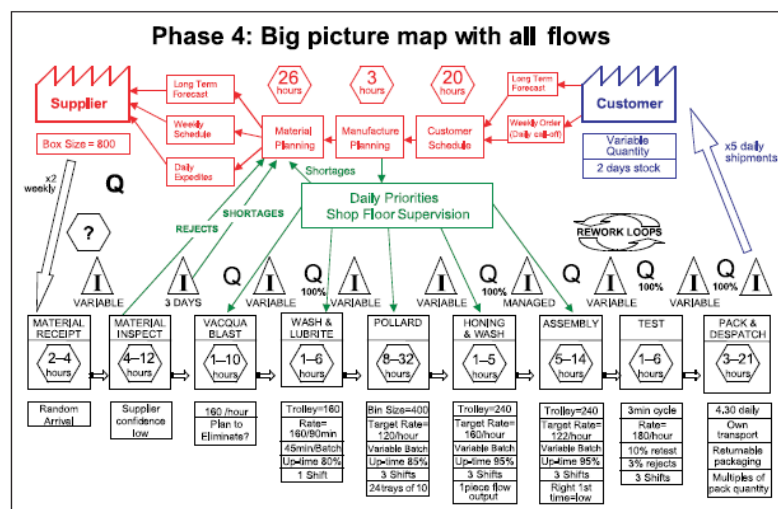 Phase 4: Big picture map with all flows
Supplier
Box Size = 800
Long Term
Forecast
Weekly
Schedule
Daily
Expedites
26
hours
Material
Planning
3
hours
Manufacture
Planning
20
hours
Customer
Schedule
Long Term
Forecast
Weekly Order
(Daily cell-off)
Customer
Variable
Quantity
2 days stock
x5 daily
shipments
x2
weekly
Q
?
Shortages
REJECTS
SHORTAGES
Daily Priorities
Shop Floor Supervision
REWORK LOOPS
I
VARIABLE
I
3 DAYS
Q
I
VARIABLE
Q
100%
I
VARIABLE
I
VARIABLE
Q
100%
I
MANAGED
Q
I
VARIABLE
Q
100%
I
VARIABLE
Q
100%
I
MATERIAL
RECEIPT
2–4
hours
Random
Arrival
MATERIAL
INSPECT
4–12
hours
Supplier
confidence
low
VACQUA
BLAST
1–10
hours
160 /hour
Plan to
Eliminate?
WASH &
LUBRITE
1–6
hours
Trolley=160
Rate=
160/90min
45min/Batch
Up-time 80%
1 Shift
POLLARD
8–32
hours
Bin Size=400
Target Rate=
120/hour
Variable Batch
Up-time 85%
3 Shifts
24trays of 10
HONING
& WASH
1–5
hours
Trolley=240
Target Rate=
160/hour
Variable Batch
Up-time 95%
3 Shifts
1piece flow
output
ASSEMBLY
5–14
hours
Trolley=240
Target Rate=
122/hour
Variable Batch
Up-time 95%
3 Shifts
Right 1st
time=low
TEST
1–6
hours
3min cycle
Rate=
180/hour
10% retest
3% rejects
3 Shifts
PACK &
DESPATCH
3–21
hours
4.30 daily
Own
transport
Returnable
packaging
Multiples of
pack quantity